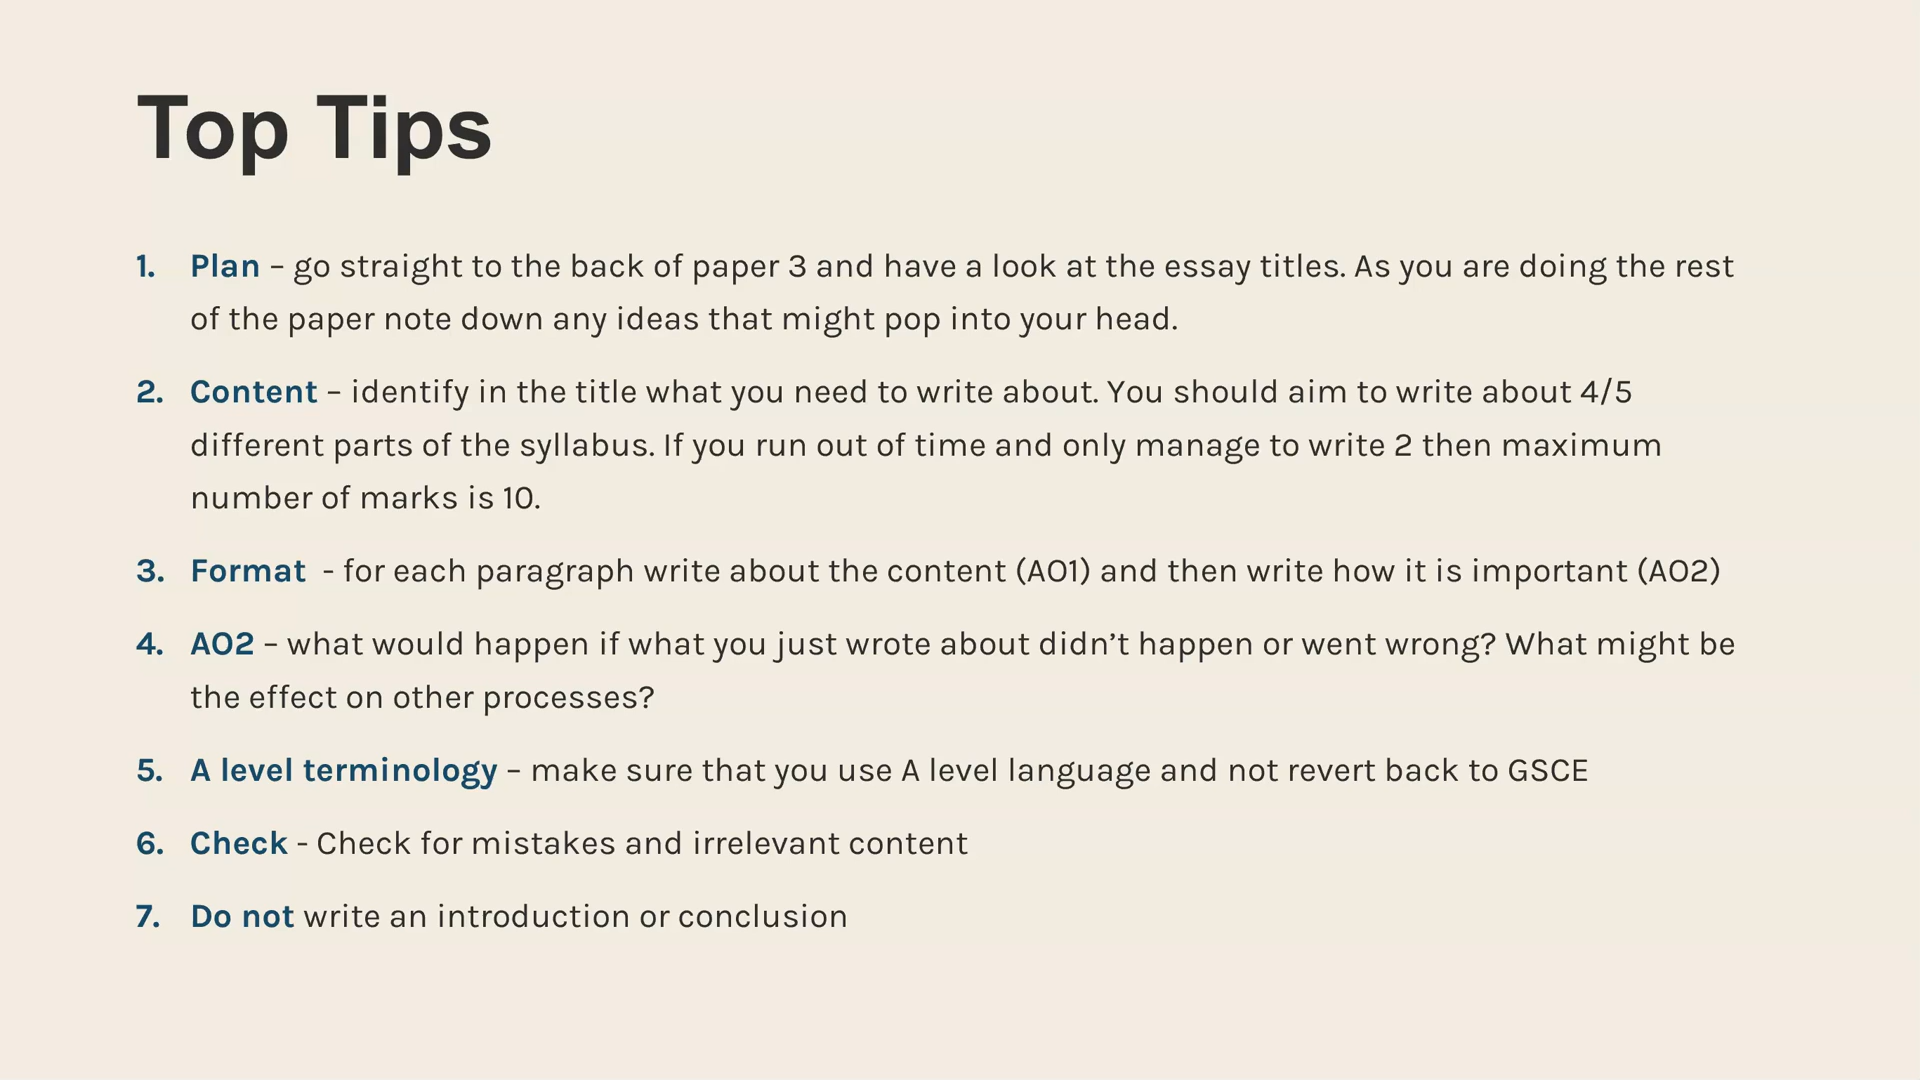 Top Tips
1. Plan – go straight to the back of paper 3 and have a look at the essay titles. As you are doing the rest
of the paper note down any ideas that might pop into your head.
2. Content – identify in the title what you need to write about. You should aim to write about 4/5
different parts of the syllabus. If you run out of time and only manage to write 2 then maximum
number of marks is 10.
3. Format - for each paragraph write about the content (AO1) and then write how it is important (AO2)
4. AO2 – what would happen if what you just wrote about didn’t happen or went wrong? What might be
the effect on other processes?
5. A level terminology – make sure that you use A level language and not revert back to GSCE
6. Check - Check for mistakes and irrelevant content
7. Do not write an introduction or conclusion